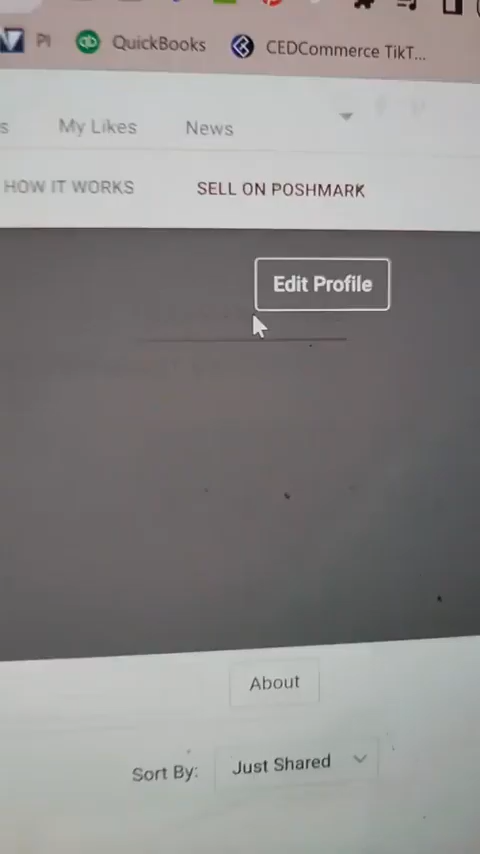 PI QuickBooks CEDCommerce TikT...
s My Likes News
HOW IT WORKS SELL ON POSHMARK
Edit Profile
About
Sort By: Just Shared